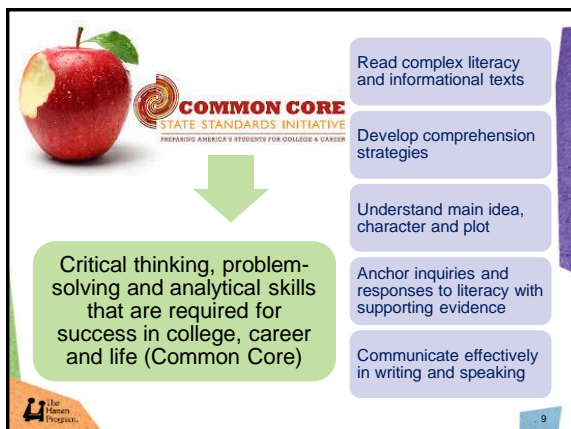 COMMON CORE
STATE STANDARDS INITIATIVE
PREPARING AMERICA'S STUDENTS FOR COLLEGE & CAREER
Critical thinking, problem-
solving and analytical skills
that are required for
success in college, career
and life (Common Core)
Read complex literacy
and informational texts
Develop comprehension
strategies
Understand main idea,
character and plot
Anchor inquiries and
responses to literacy with
supporting evidence
Communicate effectively
in writing and speaking
The
Hanen
Program.
9